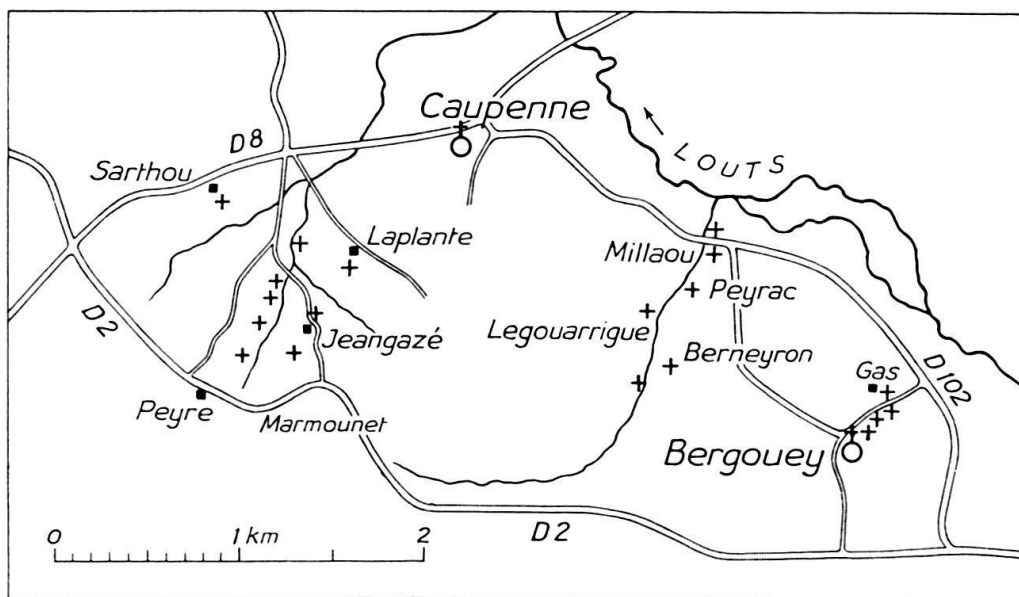 Caupenne
D8
LOUTS
Sarthou
Laplante
Millaou
Peyrac
D2
Legouarrigue
Jeangazé
Berneyron
Gas
D102
Peyre
Marmounet
Bergouey
0 1 km 2
D2